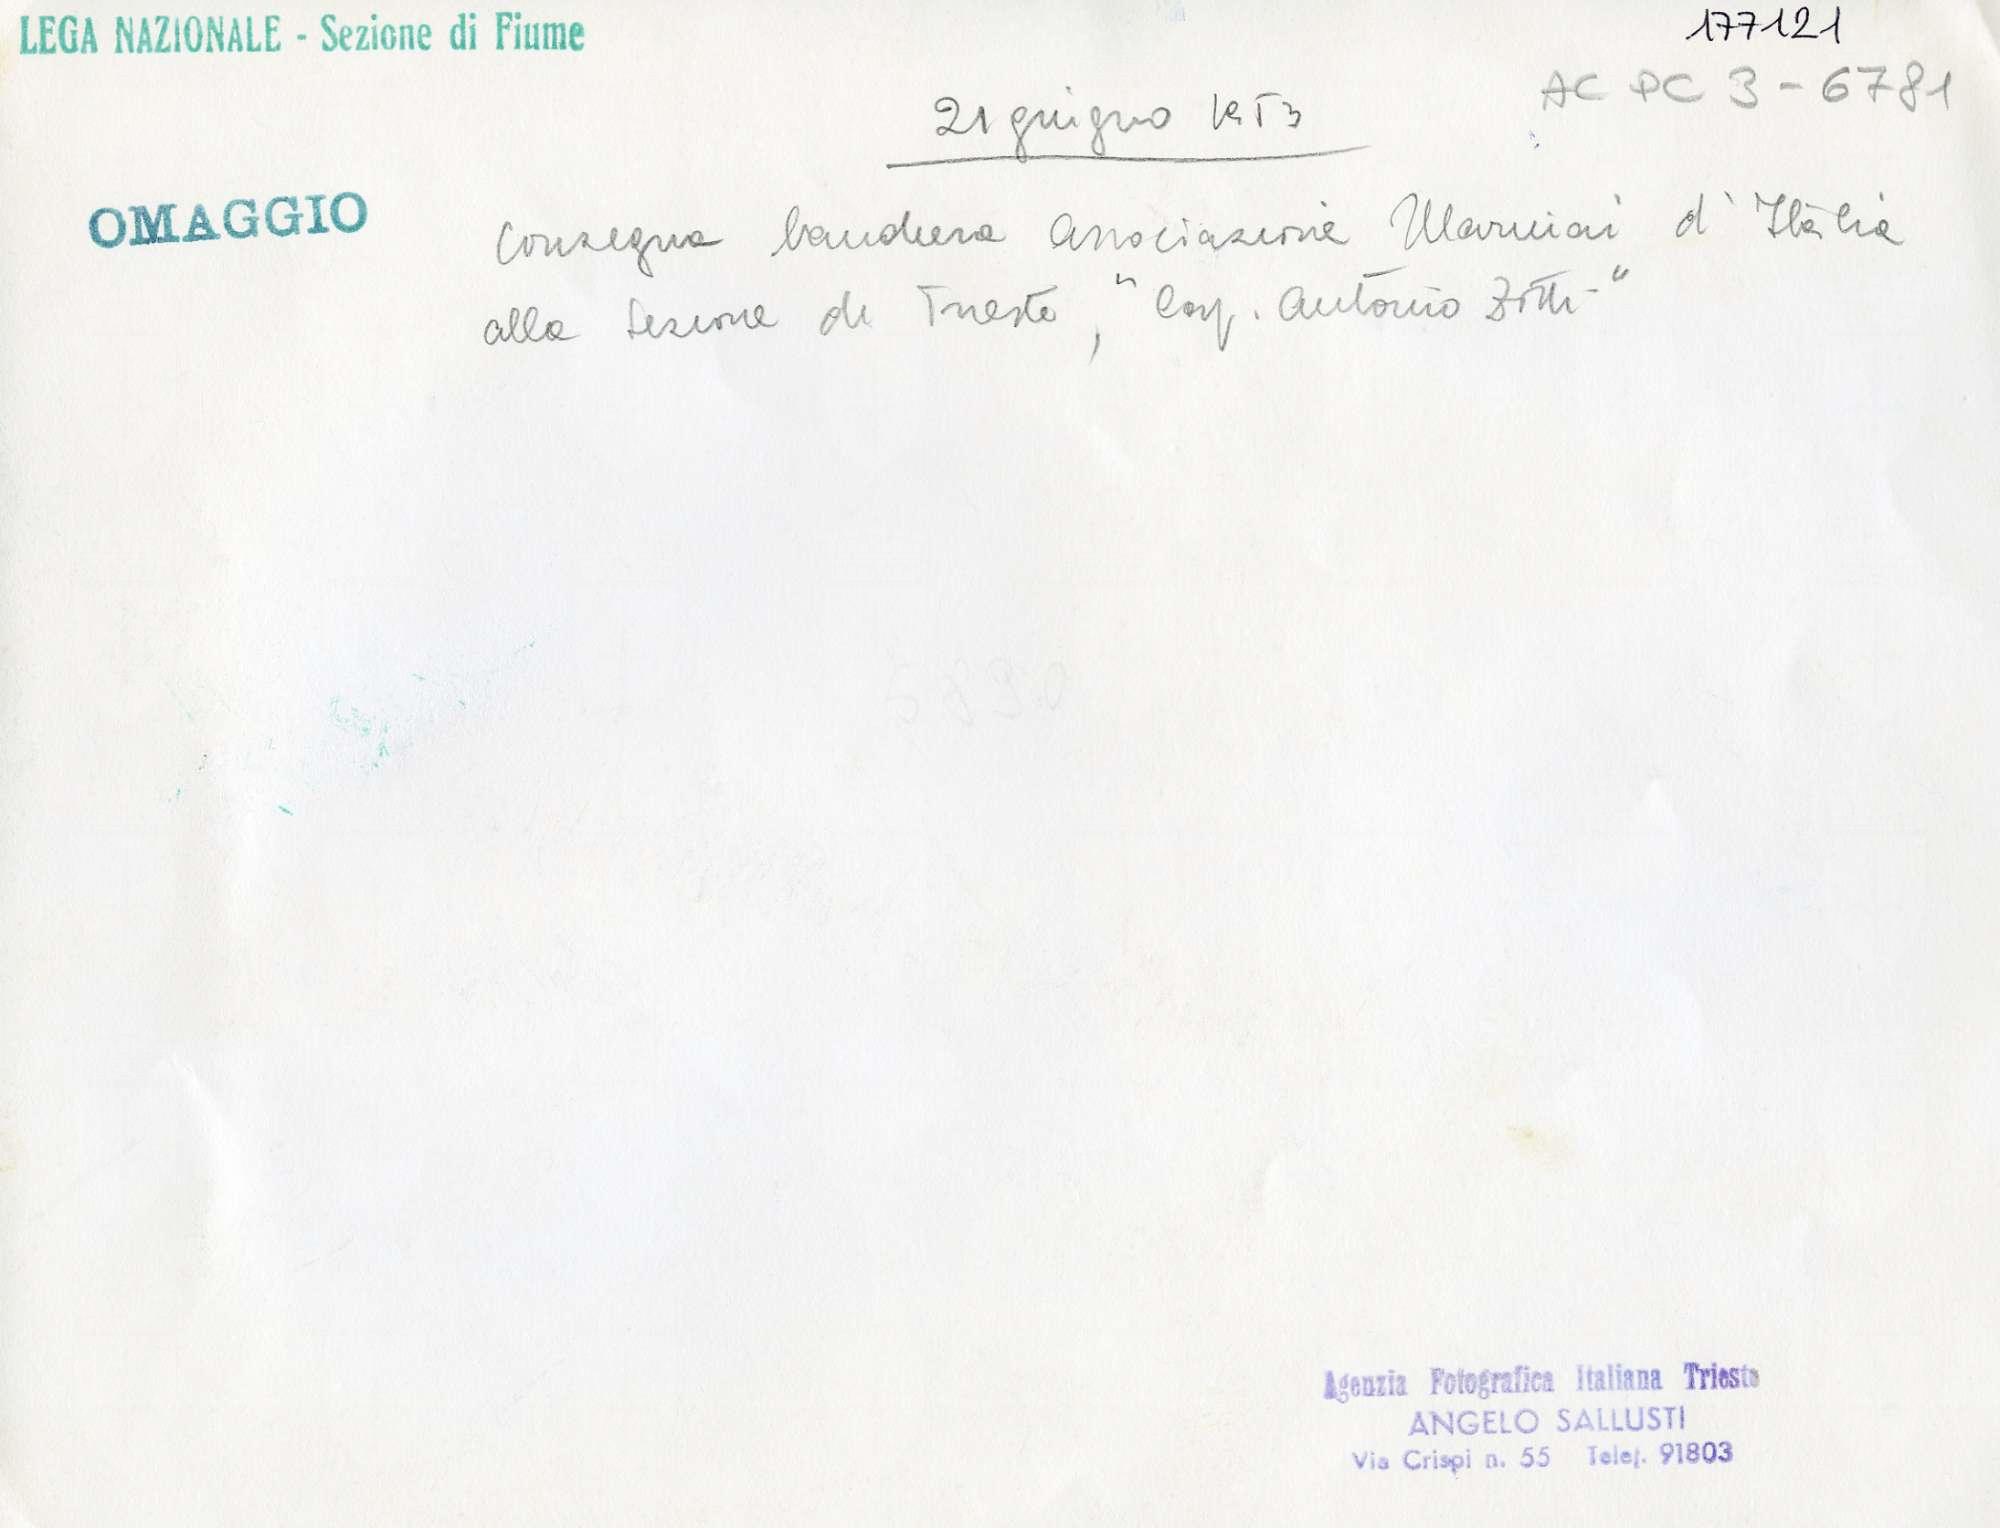 LEGA NAZIONALE - Sezione di Fiume
177121
AC PC 3 - 6781
21 giugno 1953
OMAGGIO
Consegna bandiera Associazione Marinai d'Italia
alla Sezione di Trieste, "Cap. Antonio Zotti"
Agenzia Fotografica Italiana Trieste
ANGELO SALLUSTI
Via Crispi n. 55 Telef. 91803